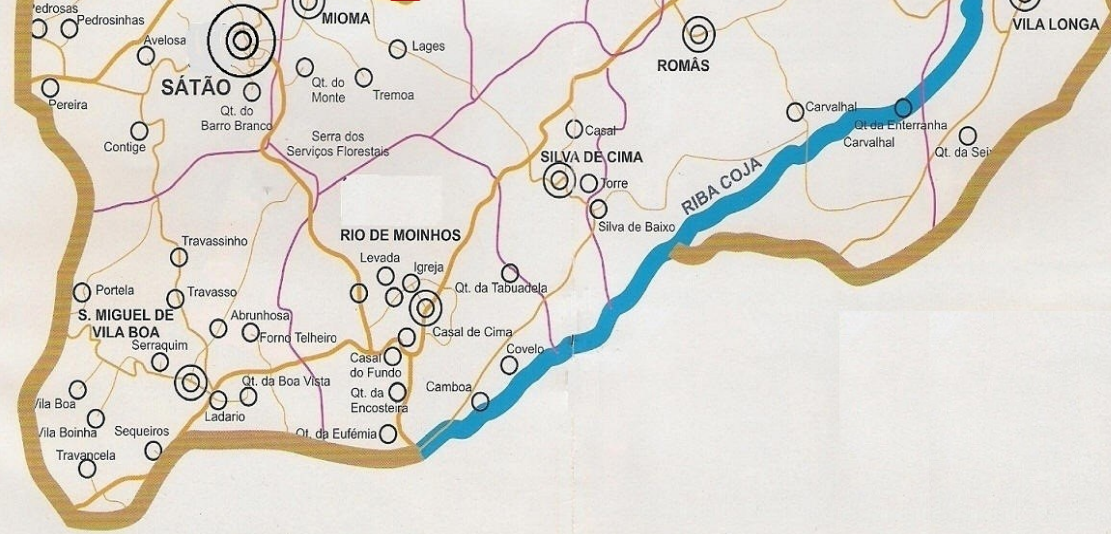 Pedrosas
Pedrosinhas
MIOMA
VILA LONGA
Avelosa
Lages
ROMÂS
SÁTÃO
Qt. do
Monte
Tremoa
Pereira
Qt. do
Barro Branco
Carvalhal
Qt da Enterranha
Carvalhal
Contige
Serra dos
Serviços Florestais
Casal
SILVA DE CIMA
Torre
Qt. da
RIBA COJA
Silva de Baixo
Travassinho
RIO DE MOINHOS
Levada
Igreja
Qt. da Tabuadela
Portela
Travasso
S. MIGUEL DE
VILA BOA
Abrunhosa
Forno Telheiro
Casal de Cima
Serraquim
Casal
do Fundo
Covelo
Qt. da Boa Vista
Qt. da
Encosteira
Camboa
Vila Boa
Ladario
Vila Boinha
Sequeiros
Qt. da Eufémia
Travancela